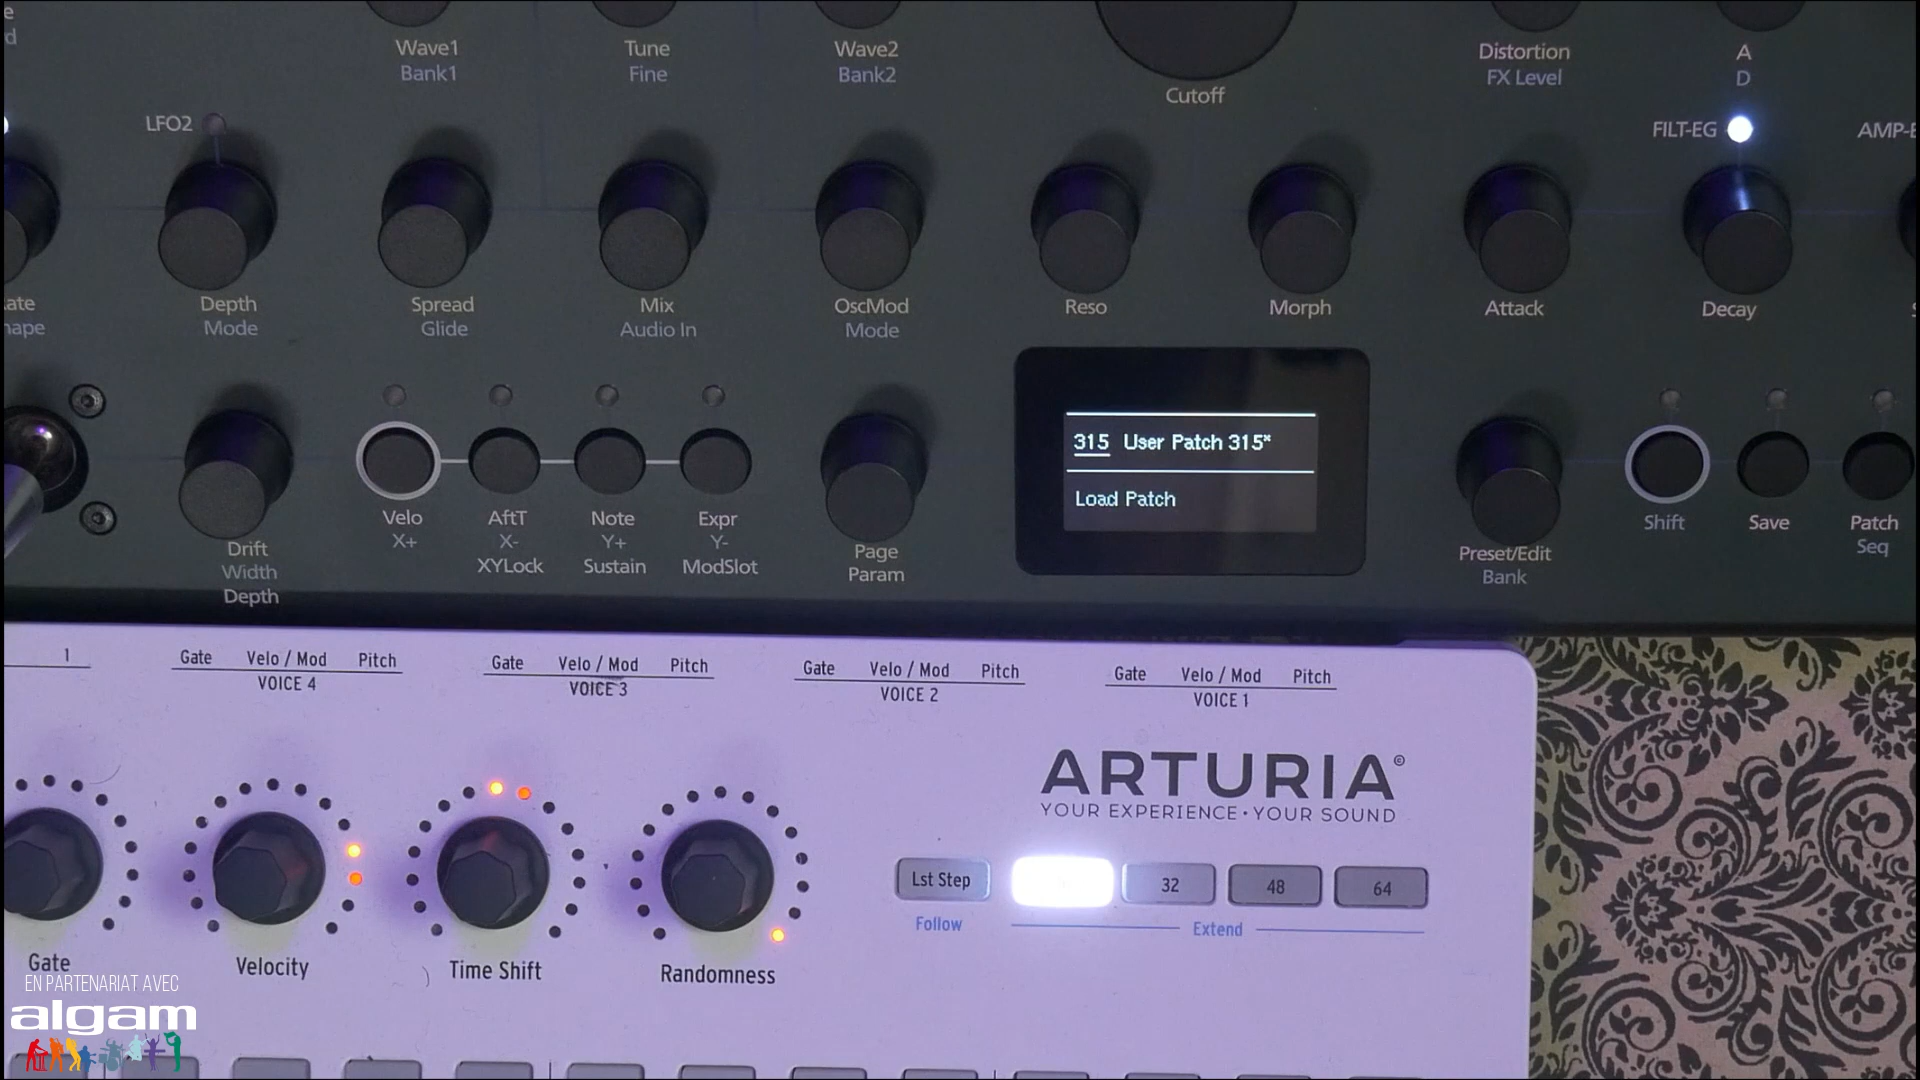 Wave1
Bank1
Tune
Fine
Wave2
Bank2
Cutoff
Distortion
FX Level
A
D
LFO2
FILT-EG
Depth
Mode
Spread
Glide
Mix
Audio In
OscMod
Mode
Reso
Morph
Attack
Decay
315 User Patch 315*
Load Patch
Drift
Width
Depth
Velo
X+
AftT
X-
XYLock
Note
Y+
Sustain
Expr
Y-
ModSlot
Page
Param
Preset/Edit
Bank
Shift
Save
Patch
Seq
1
Gate Velo / Mod Pitch
VOICE 4
Gate Velo / Mod Pitch
VOICE 3
Gate Velo / Mod Pitch
VOICE 2
Gate Velo / Mod Pitch
VOICE 1
ARTURIA©
YOUR EXPERIENCE • YOUR SOUND
Lst Step
32
48
64
Follow
Extend
Gate
Velocity
Time Shift
Randomness
EN PARTENARIAT AVEC
algam